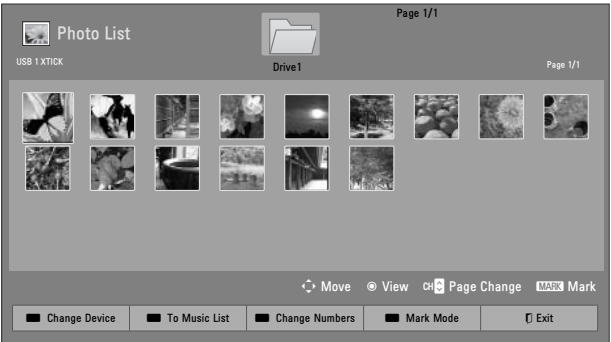 Page 1/1
Photo List
USB 1 XTICK
Drive1
Page 1/1
Move View CH Page Change MARK Mark
Change Device To Music List Change Numbers Mark Mode Exit